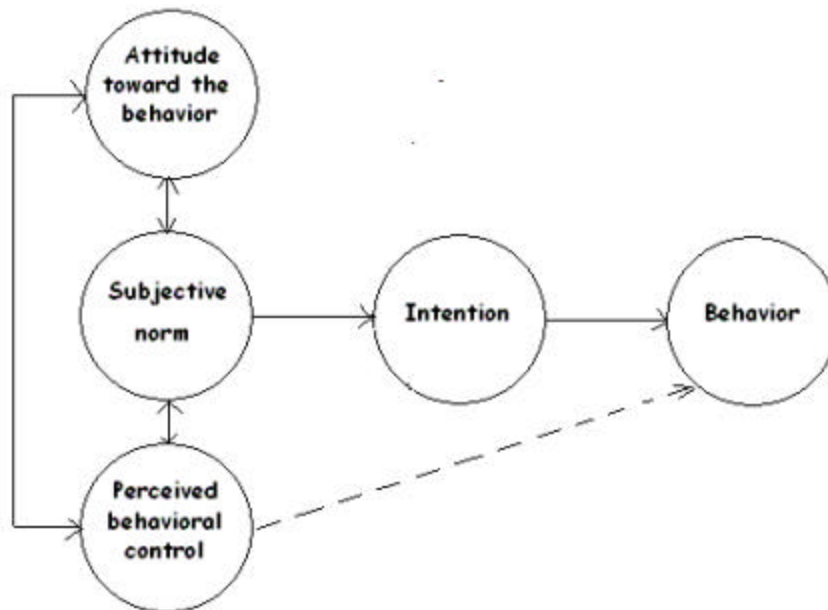 Attitude
toward the
behavior
Subjective
norm
Intention
Behavior
Perceived
behavioral
control